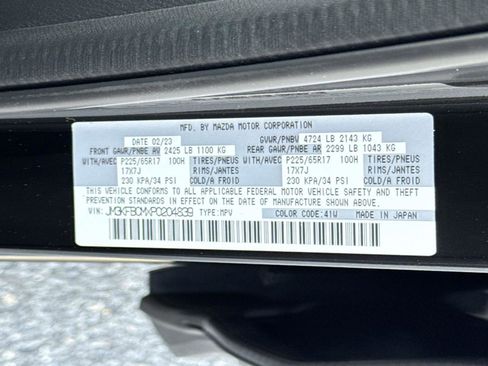 MFD. BY MAZDA MOTOR CORPORATION
DATE 02/23 GVWR/PNBV 4724 LB 2143 KG
FRONT GAWR/PNBE AV 2425 LB 1100 KG REAR GAWR/PNBE AR 2299 LB 1043 KG
WITH/AVEC P225/65R17 100H TIRES/PNEUS WITH/AVEC P225/65R17 100H TIRES/PNEUS
17X7J RIMS/JANTES 17X7J RIMS/JANTES
230 KPA/34 PSI COLD/A FROID 230 KPA/34 PSI COLD/A FROID
THIS VEHICLE CONFORMS TO ALL APPLICABLE FEDERAL MOTOR VEHICLE SAFETY AND THEFT
PREVENTION STANDARDS IN EFFECT ON THE DATE OF MANUFACTURE SHOWN ABOVE.
VIN: JM3KFBCMXP0204839 TYPE: MPV
COLOR CODE: 41W MADE IN JAPAN